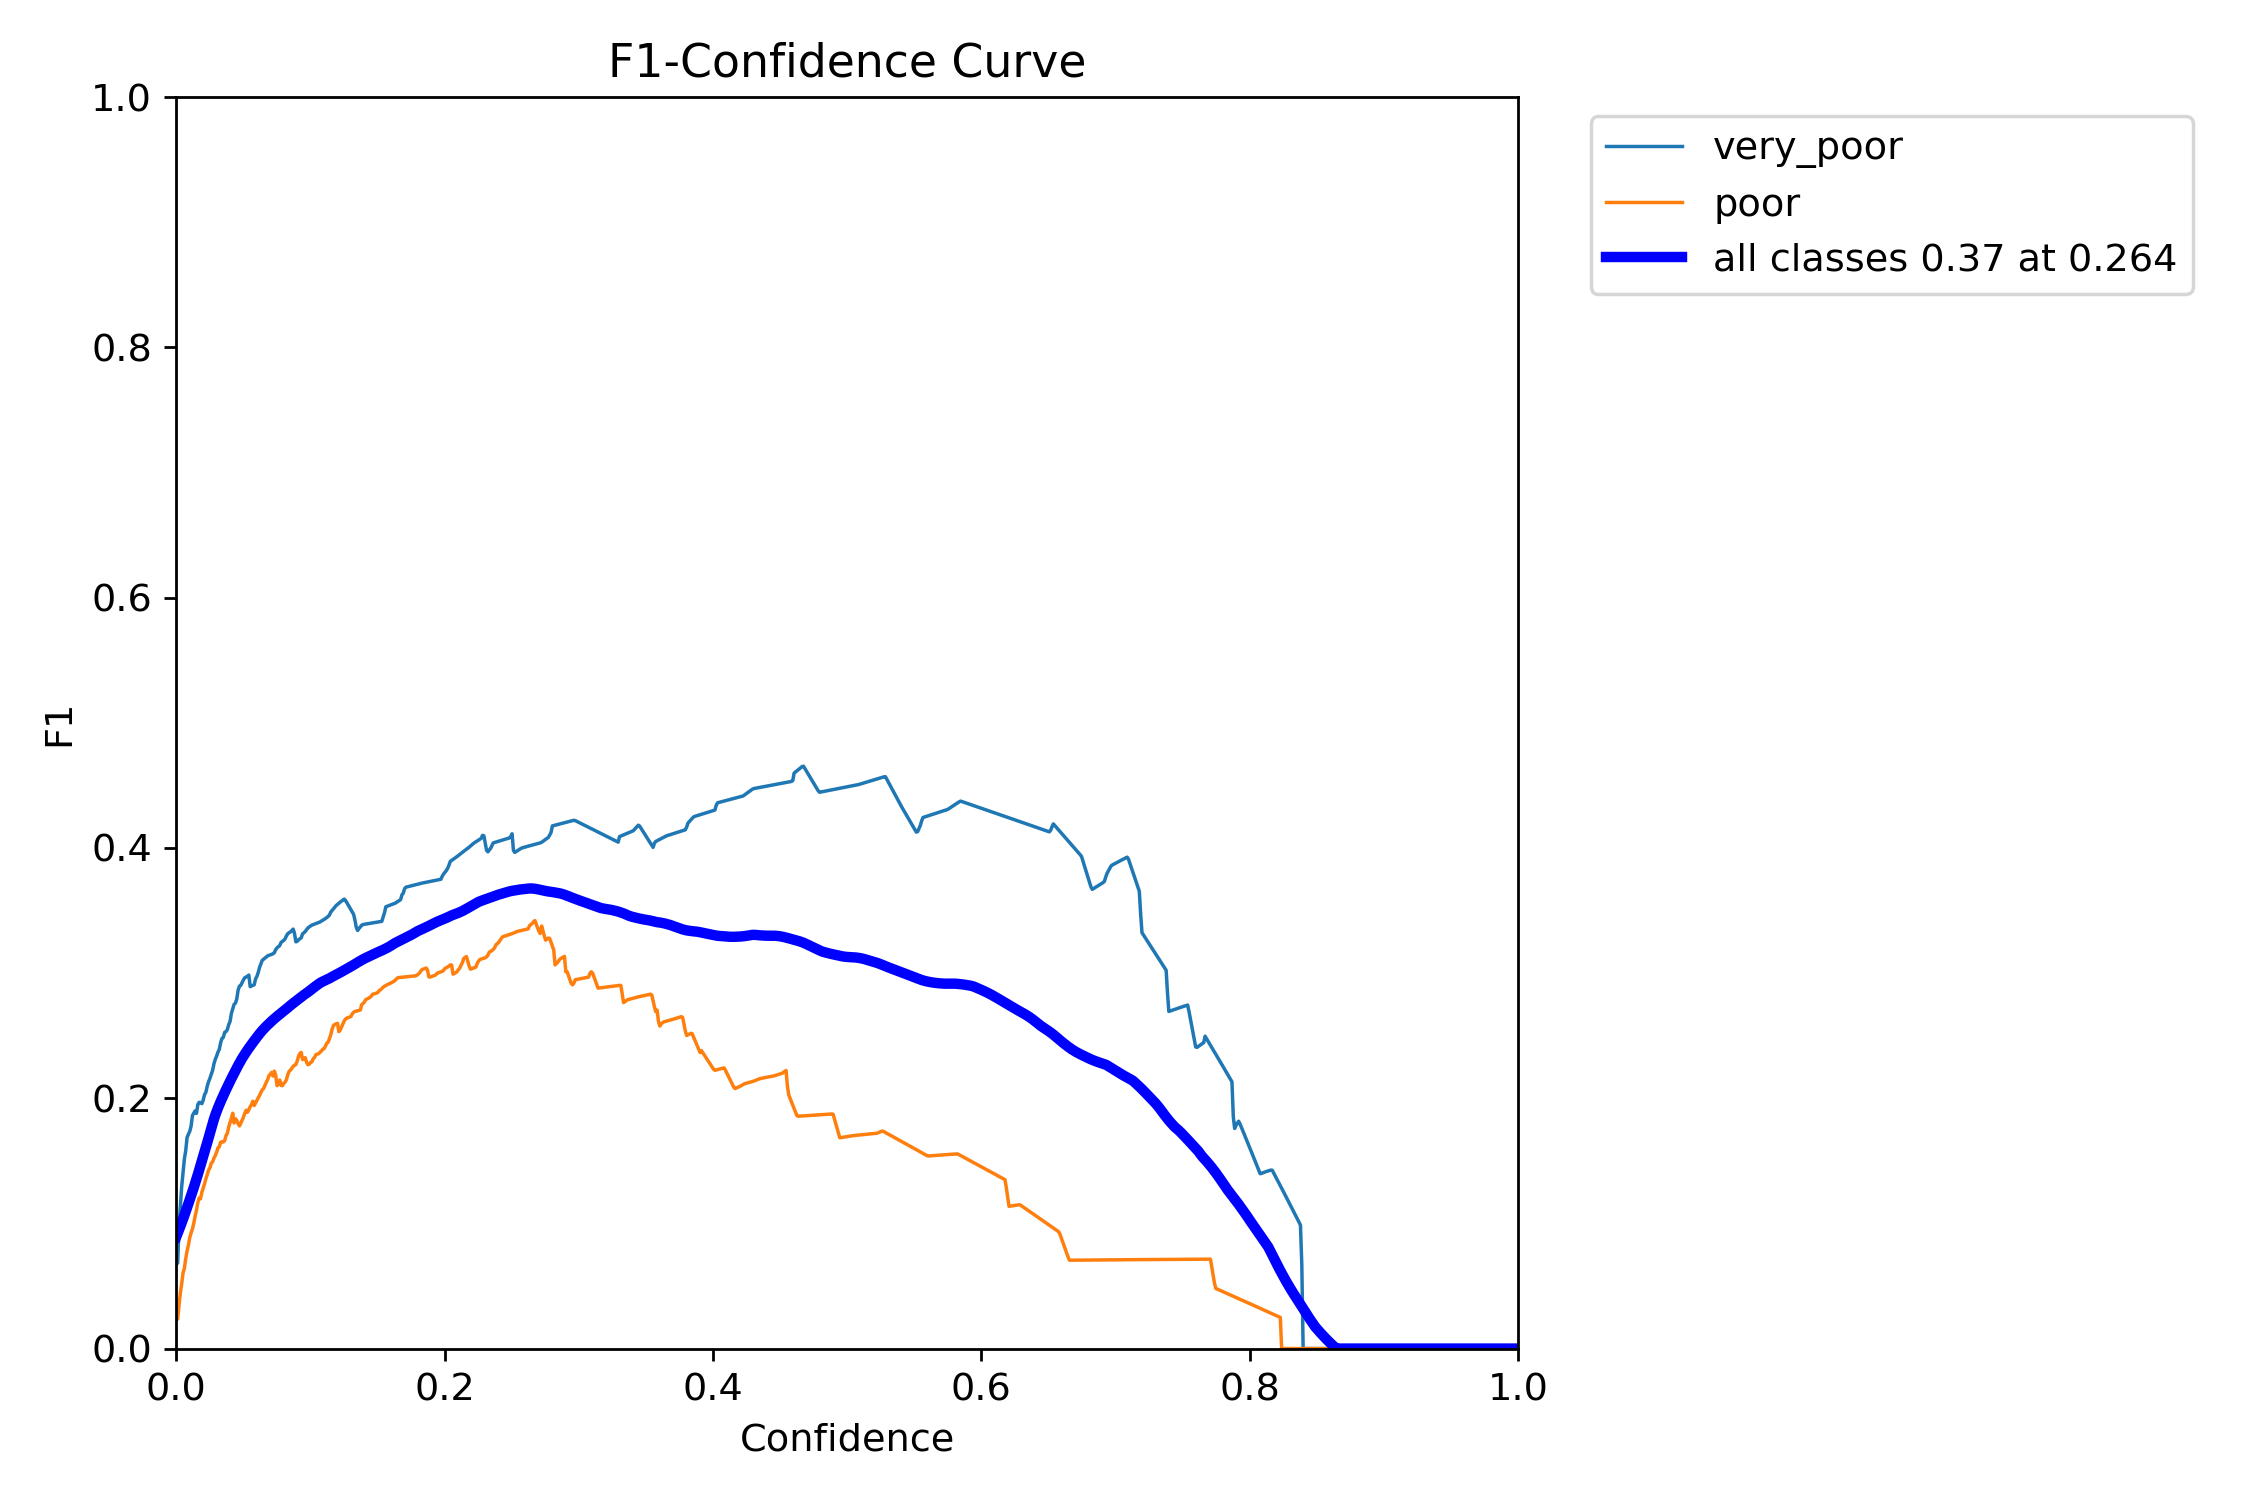 F1-Confidence Curve
very_poor
poor
all classes 0.37 at 0.264
1.0
0.8
0.6
0.4
0.2
0.0
F1
0.0 0.2 0.4 0.6 0.8 1.0
Confidence